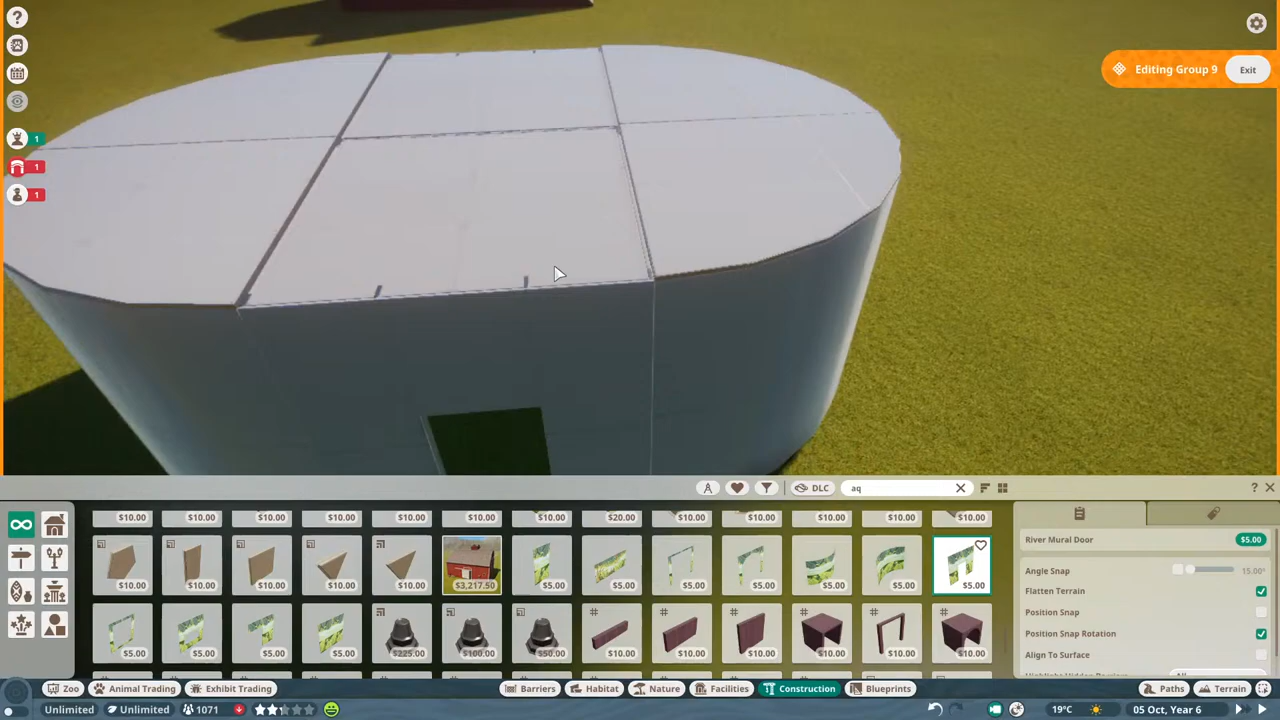 ?
Editing Group 9
Exit
1
1
1
DLC
aq
?
$10.00 $10.00 $10.00 $10.00 $10.00 $10.00 $10.00 $20.00 $10.00 $10.00 $10.00 $10.00 $10.00
$10.00 $10.00 $10.00 $10.00 $10.00 $3,217.50 $5.00 $5.00 $5.00 $5.00 $5.00 $5.00 $5.00
$5.00 $5.00 $5.00 $5.00 $225.00 $100.00 $50.00 $10.00 $10.00 $10.00 $10.00 $10.00 $10.00
River Mural Door
$5.00
Angle Snap
15.00°
Flatten Terrain
Position Snap
Position Snap Rotation
Align To Surface
Zoo
Animal Trading
Exhibit Trading
Barriers
Habitat
Nature
Facilities
Construction
Blueprints
Paths
Terrain
Unlimited
Unlimited
1071
19°C
05 Oct, Year 6